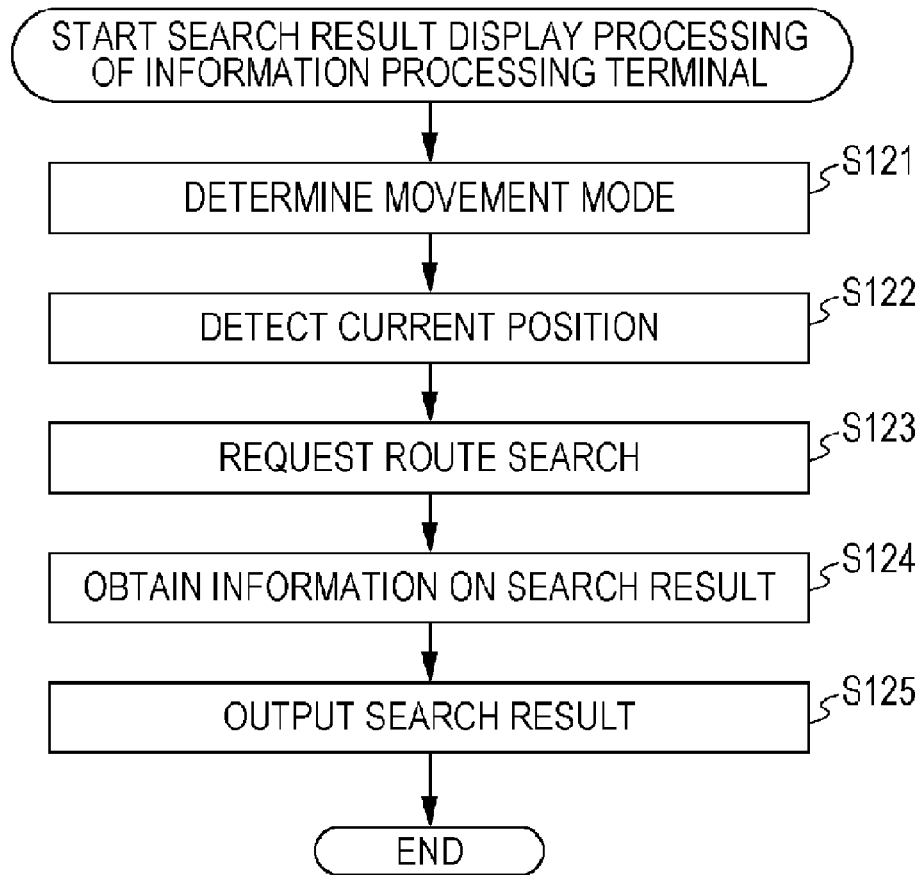 START SEARCH RESULT DISPLAY PROCESSING
OF INFORMATION PROCESSING TERMINAL
S121
DETERMINE MOVEMENT MODE
S122
DETECT CURRENT POSITION
S123
REQUEST ROUTE SEARCH
S124
OBTAIN INFORMATION ON SEARCH RESULT
S125
OUTPUT SEARCH RESULT
END